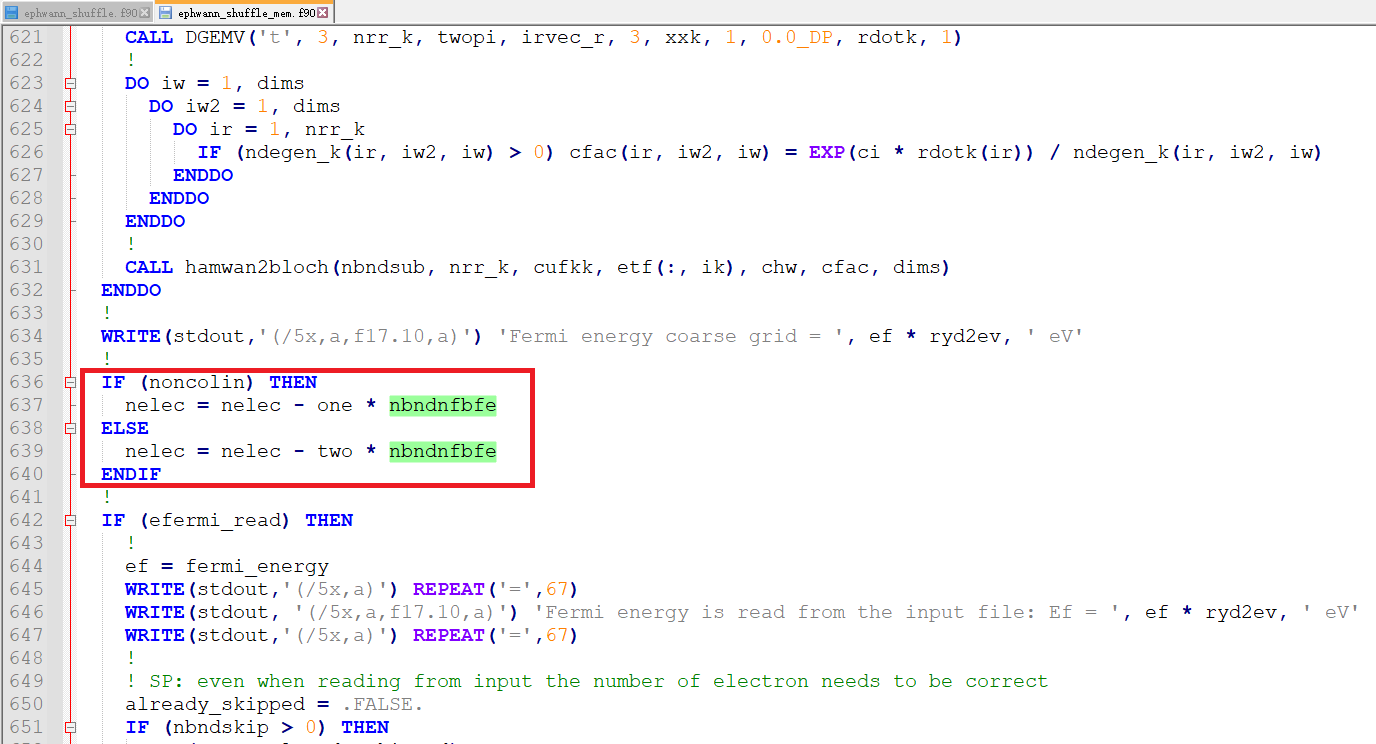 ephwann_shuffle.f90 ephwann_shuffle_mem.f90
621 CALL DGEMV('t', 3, nrr_k, twopi, irvec_r, 3, xxk, 1, 0.0_DP, rdotk, 1)
622 !
623 DO iw = 1, dims
624 DO iw2 = 1, dims
625 DO ir = 1, nrr_k
626 IF (ndegen_k(ir, iw2, iw) > 0) cfac(ir, iw2, iw) = EXP(ci * rdotk(ir)) / ndegen_k(ir, iw2, iw)
627 ENDDO
628 ENDDO
629 ENDDO
630 !
631 CALL hamwan2bloch(nbndsub, nrr_k, cufkk, etf(:, ik), chw, cfac, dims)
632 ENDDO
633 !
634 WRITE(stdout,'(/5x,a,f17.10,a)') 'Fermi energy coarse grid = ', ef * ryd2ev, ' eV'
635 !
636 IF (noncolin) THEN
637 nelec = nelec - one * nbndnfbfe
638 ELSE
639 nelec = nelec - two * nbndnfbfe
640 ENDIF
641 !
642 IF (efermi_read) THEN
643 !
644 ef = fermi_energy
645 WRITE(stdout,'(/5x,a)') REPEAT('=',67)
646 WRITE(stdout, '(/5x,a,f17.10,a)') 'Fermi energy is read from the input file: Ef = ', ef * ryd2ev, ' eV'
647 WRITE(stdout,'(/5x,a)') REPEAT('=',67)
648 !
649 ! SP: even when reading from input the number of electron needs to be correct
650 already_skipped = .FALSE.
651 IF (nbndskip > 0) THEN